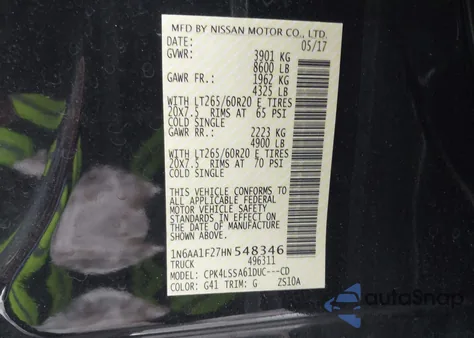 MFD BY NISSAN MOTOR CO., LTD.
DATE: 05/17
GVWR: 3901 KG
8600 LB
GAWR FR.: 1962 KG
4325 LB
WITH LT265/60R20 E TIRES
20X7.5 RIMS AT 65 PSI
COLD SINGLE
GAWR RR.: 2223 KG
4900 LB
WITH LT265/60R20 E TIRES
20X7.5 RIMS AT 70 PSI
COLD SINGLE
THIS VEHICLE CONFORMS TO
ALL APPLICABLE FEDERAL
MOTOR VEHICLE SAFETY
STANDARDS IN EFFECT ON
THE DATE OF MANUFACTURE
SHOWN ABOVE.
1N6AA1F27HN548346
TRUCK 496311
MODEL: CPK4LSSA61DUC---CD
COLOR: G41 TRIM: G ZS10A
autoSnap